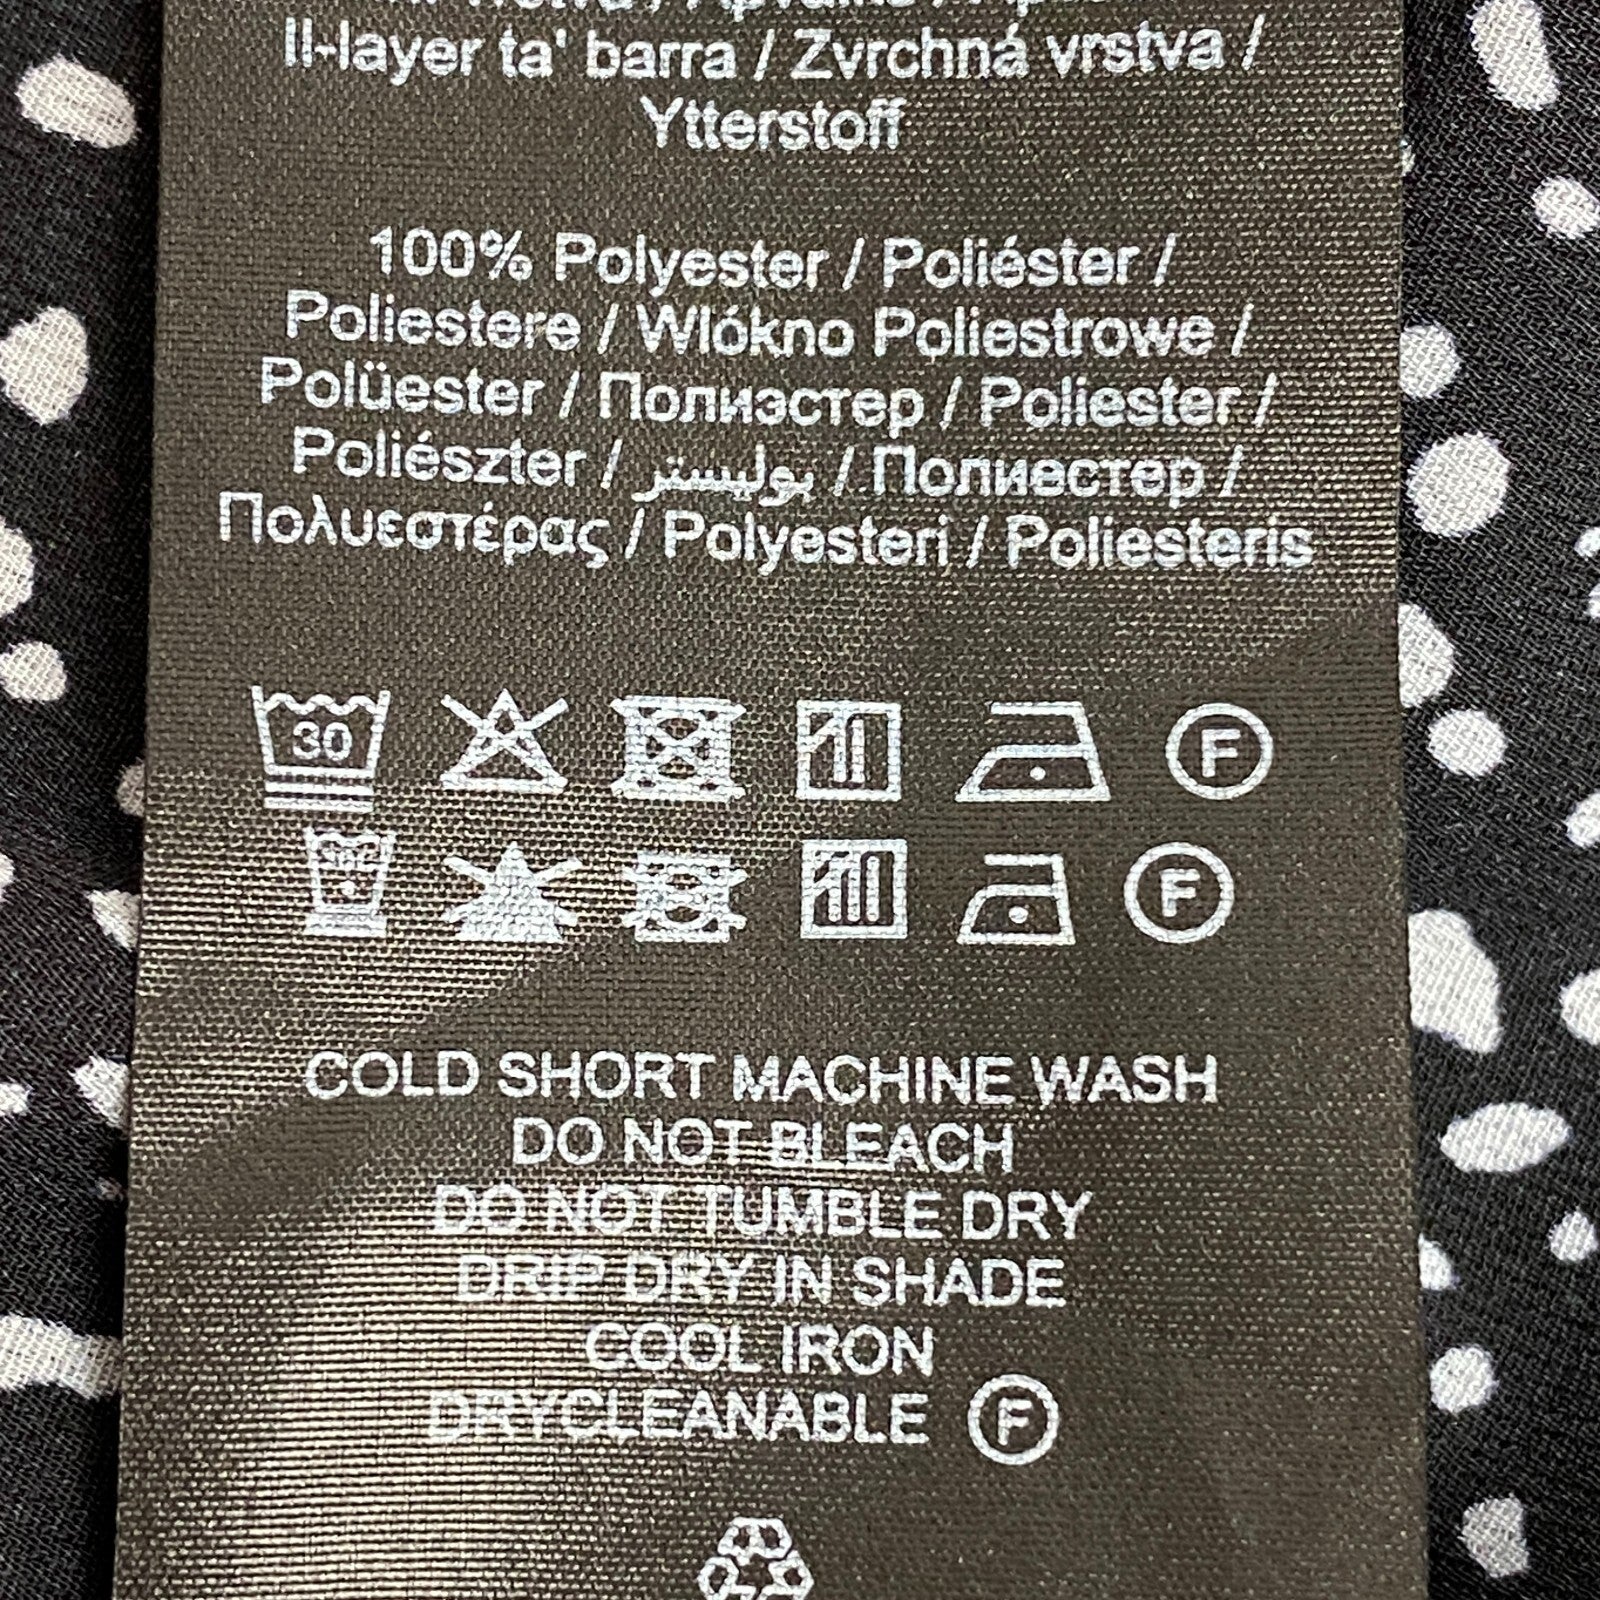 Il-layer ta' barra / Zvrchná vrstva /
Ytterstoff
100% Polyester / Poliéster /
Poliestere / Wlókno Poliestrowe /
Polüester / Полиэстер / Poliester /
Poliészter / بوليستر / Полиестер /
Πολυεστέρας / Polyesteri / Poliesteris
30 F
F
COLD SHORT MACHINE WASH
DO NOT BLEACH
DO NOT TUMBLE DRY
DRIP DRY IN SHADE
COOL IRON
DRYCLEANABLE F